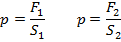 p = F₁/S₁    p = F₂/S₂